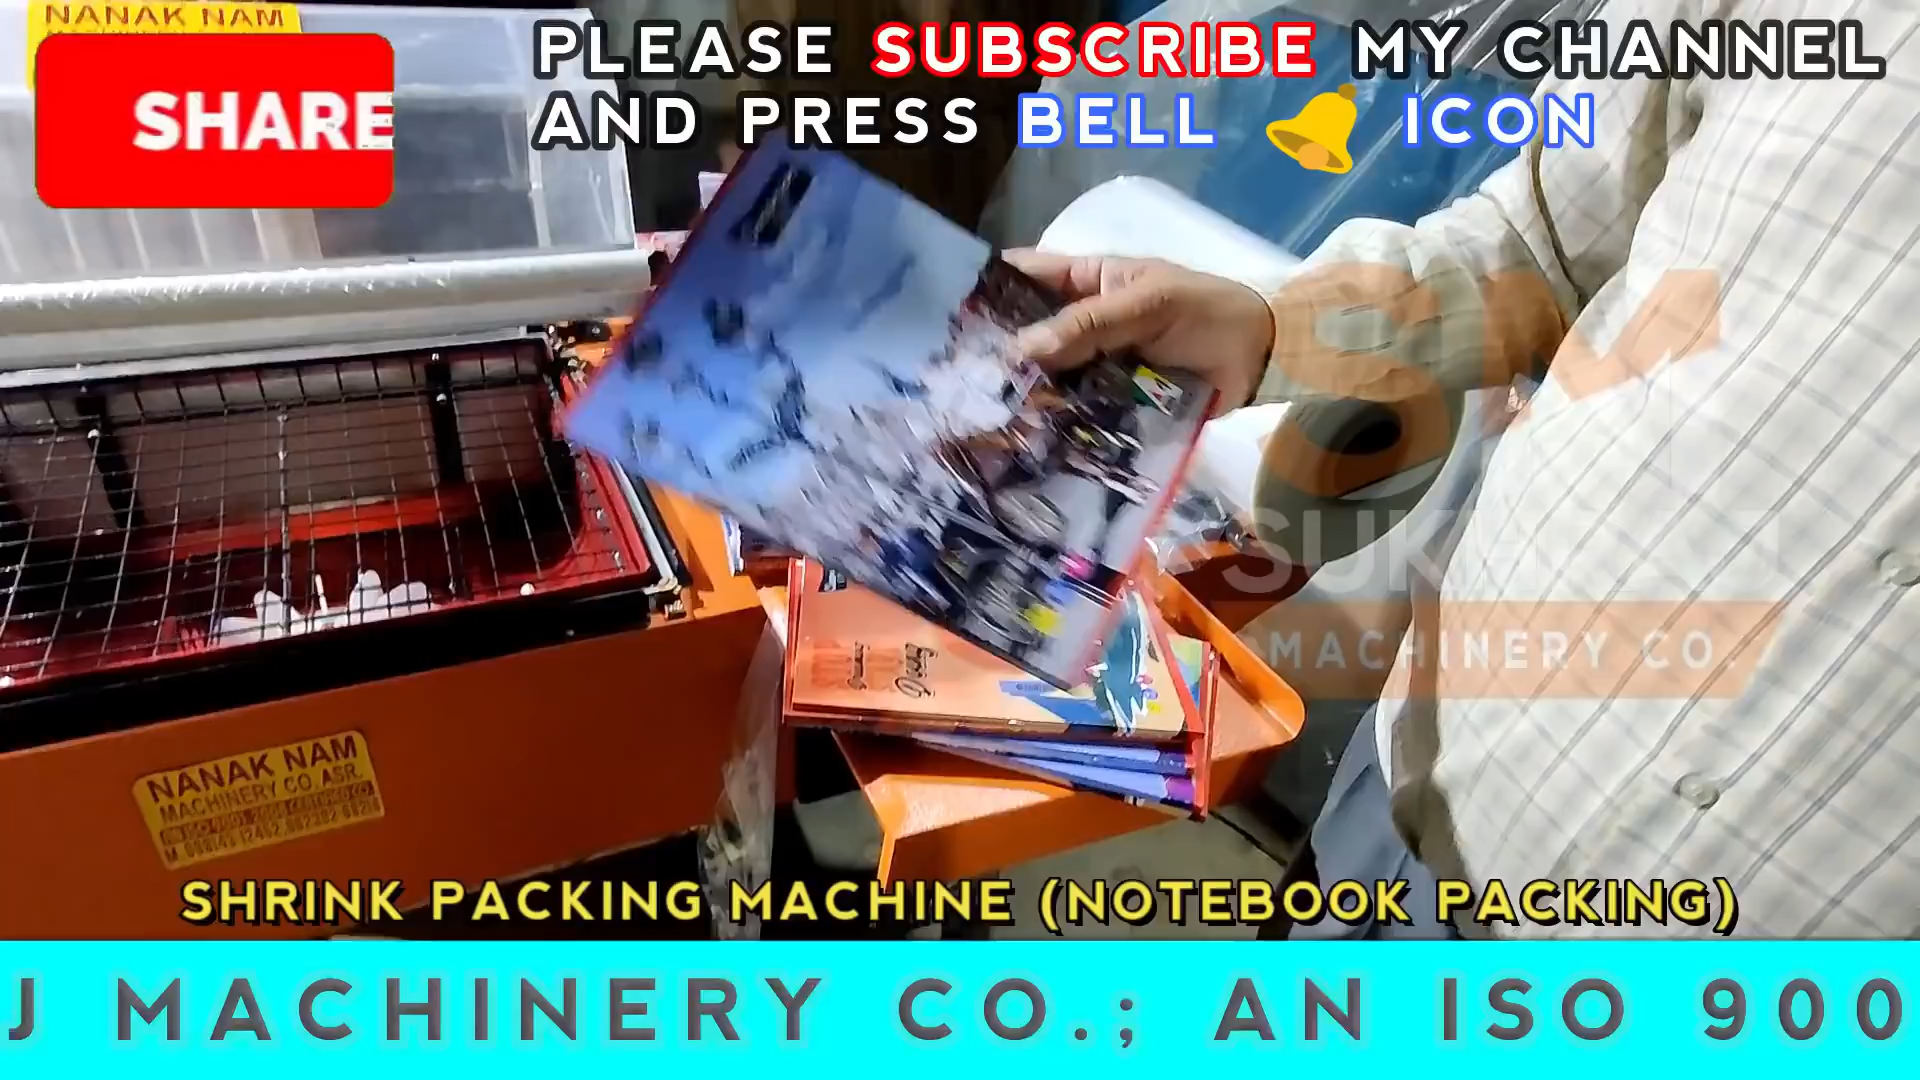 NANAK NAM
SHARE
PLEASE SUBSCRIBE MY CHANNEL
AND PRESS BELL 🔔 ICON
SM
SUKH
MACHINERY CO.
NANAK NAM
MACHINERY CO. ASR.
SHRINK PACKING MACHINE (NOTEBOOK PACKING)
J MACHINERY CO.; AN ISO 900